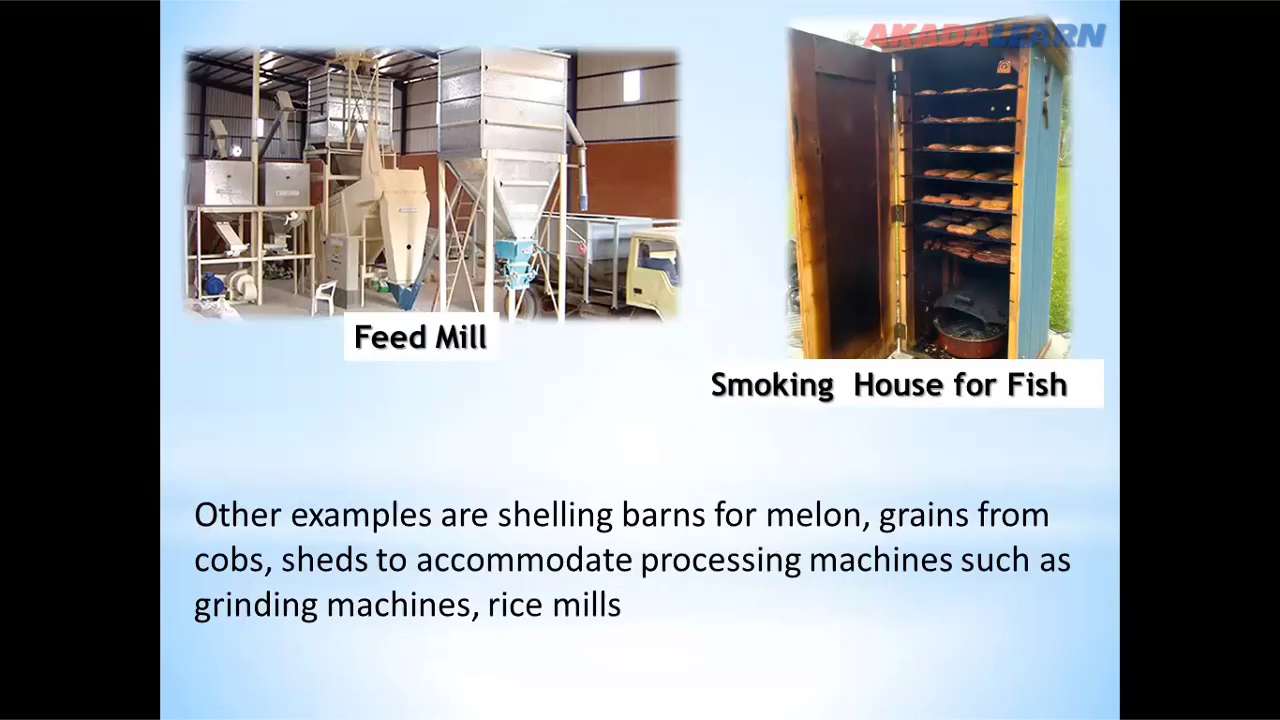 AKADALEARN
Feed Mill
Smoking House for Fish
Other examples are shelling barns for melon, grains from
cobs, sheds to accommodate processing machines such as
grinding machines, rice mills